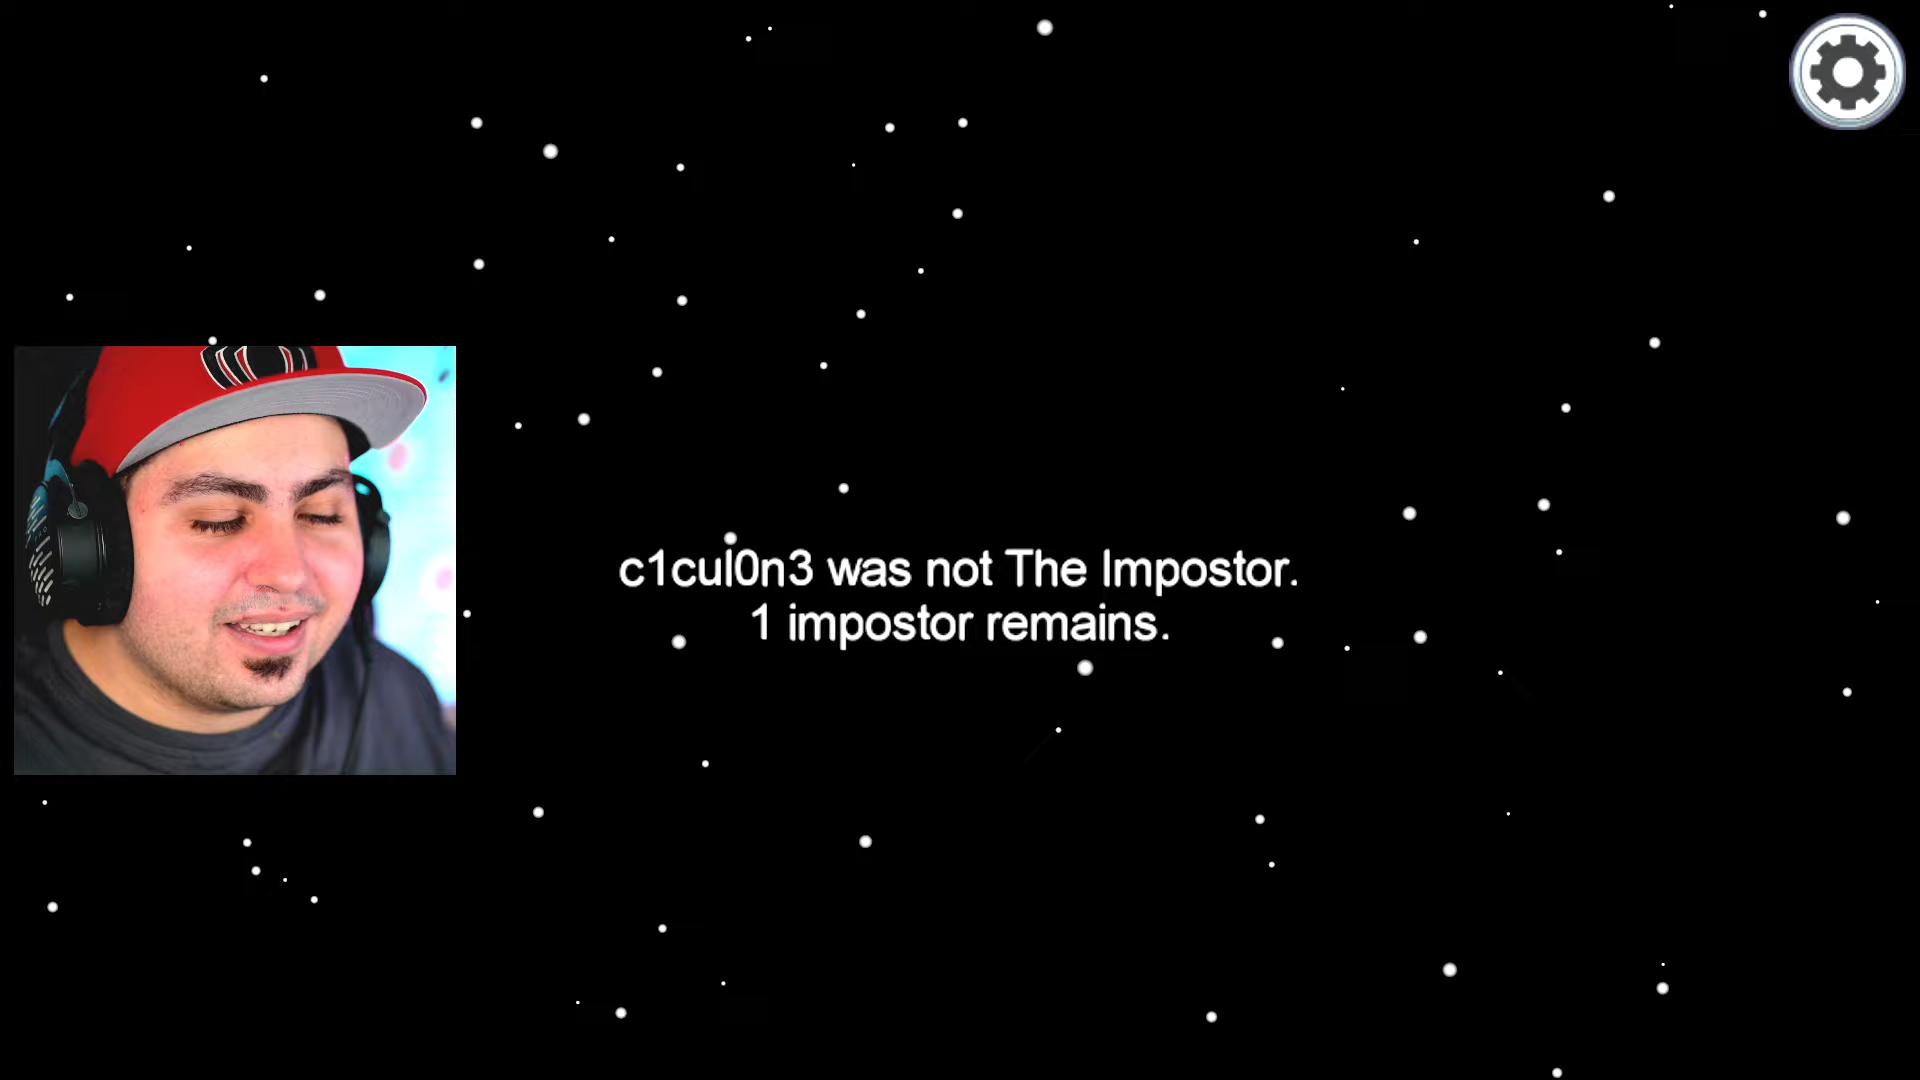 c1cul0n3 was not The Impostor.
1 impostor remains.